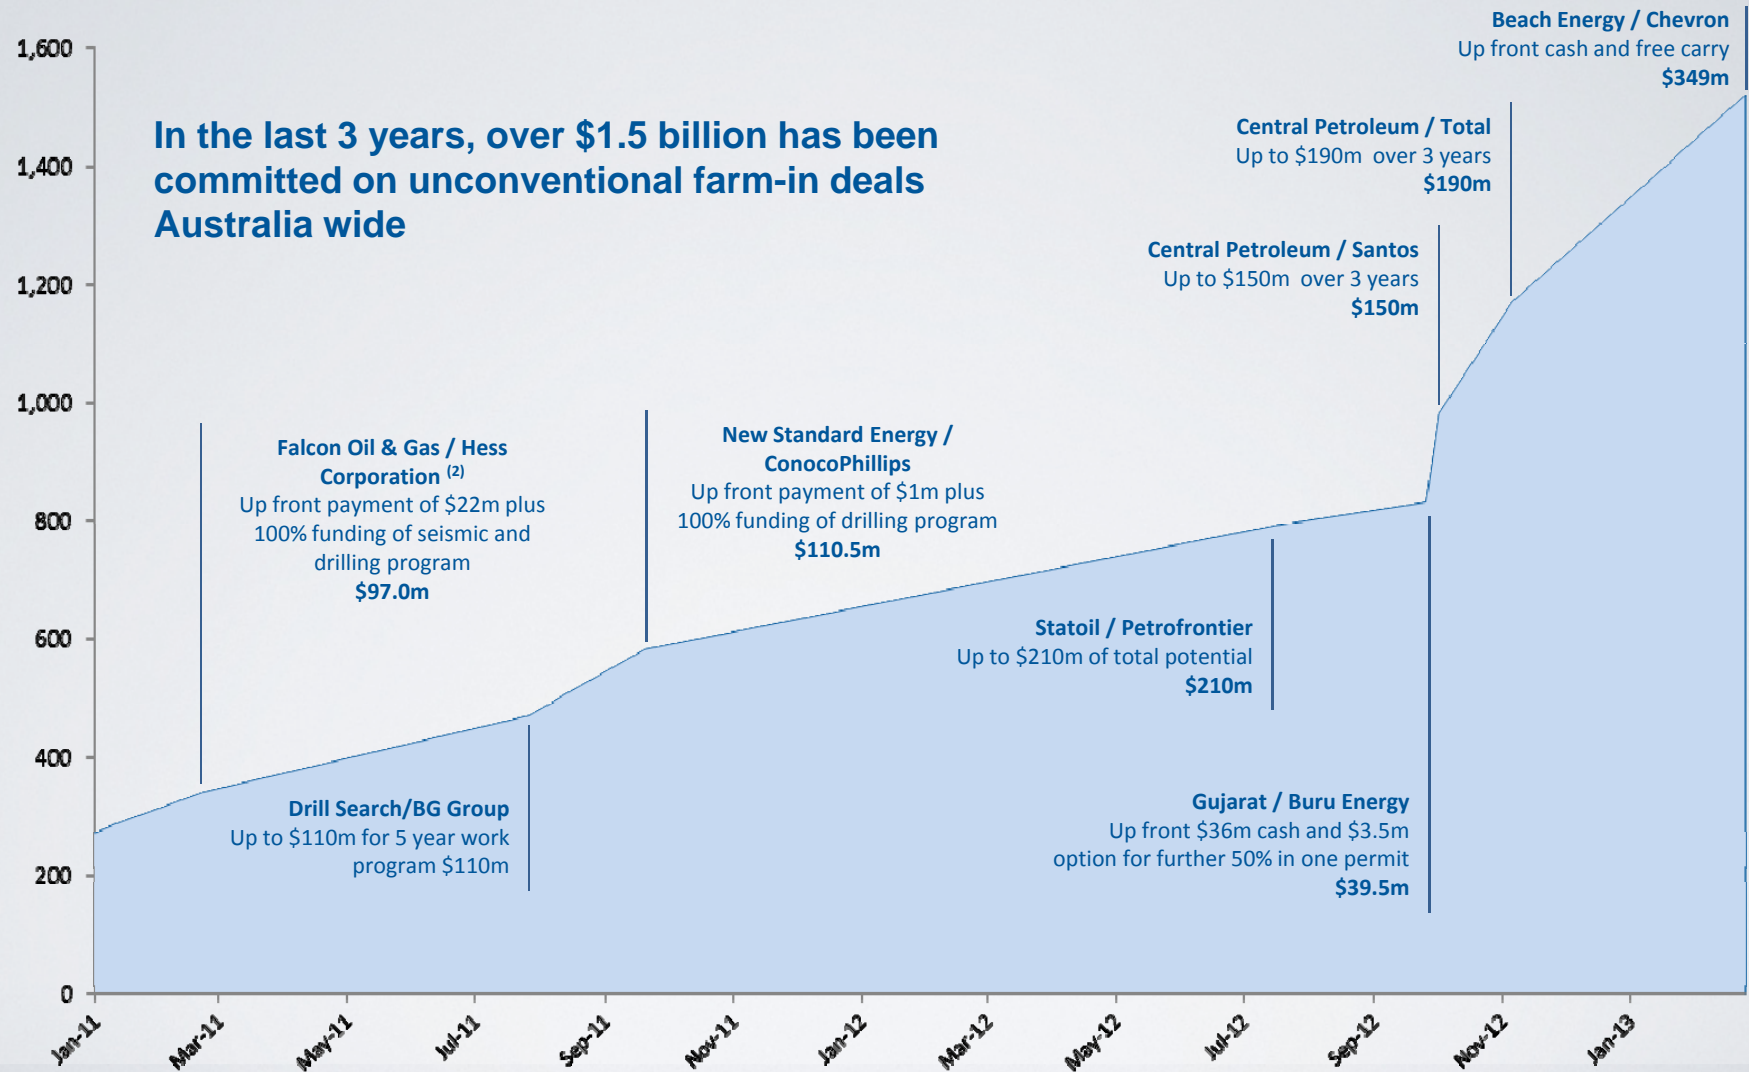 In the last 3 years, over $1.5 billion has been
committed on unconventional farm-in deals
Australia wide
1,600
1,400
1,200
1,000
800
600
400
200
0
Falcon Oil & Gas / Hess
Corporation (2)
Up front payment of $22m plus
100% funding of seismic and
drilling program
$97.0m
Drill Search/BG Group
Up to $110m for 5 year work
program $110m
New Standard Energy /
ConocoPhillips
Up front payment of $1m plus
100% funding of drilling program
$110.5m
Statoil / Petrofrontier
Up to $210m of total potential
$210m
Gujarat / Buru Energy
Up front $36m cash and $3.5m
option for further 50% in one permit
$39.5m
Central Petroleum / Santos
Up to $150m over 3 years
$150m
Central Petroleum / Total
Up to $190m over 3 years
$190m
Beach Energy / Chevron
Up front cash and free carry
$349m
Jan-11
Mar-11
May-11
Jul-11
Sep-11
Nov-11
Jan-12
Mar-12
May-12
Jul-12
Sep-12
Nov-12
Jan-13